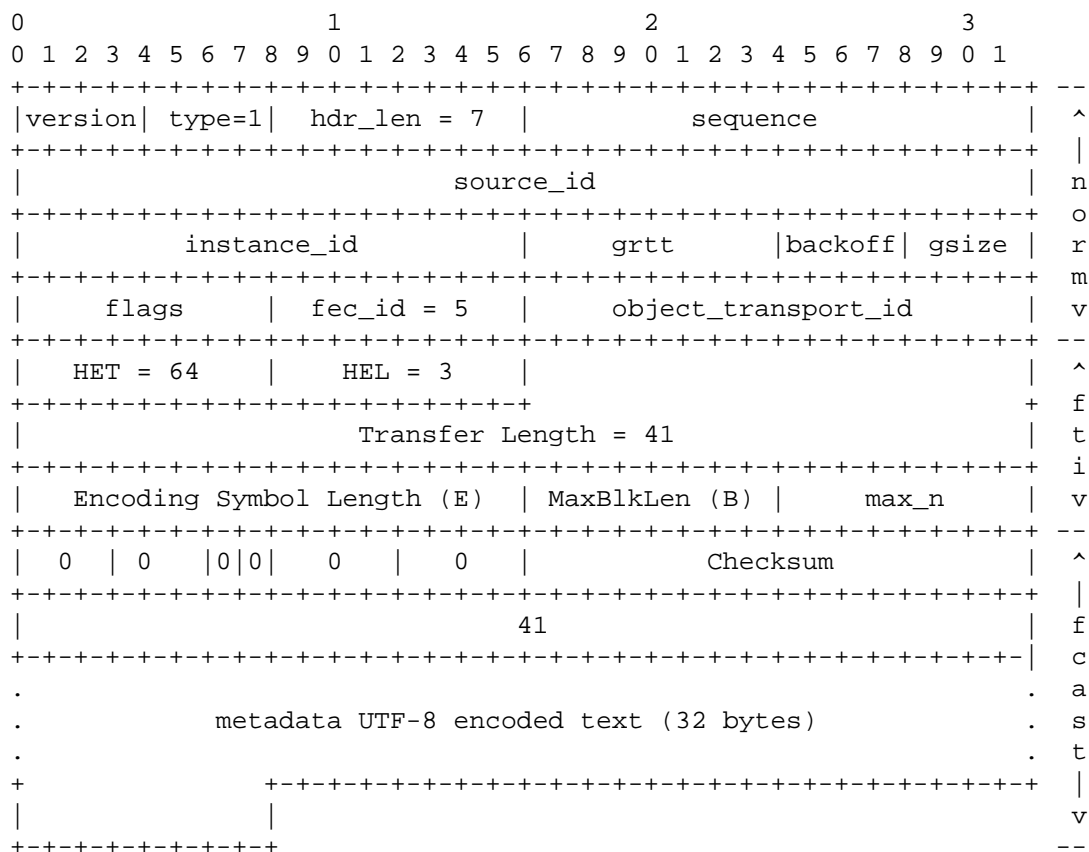 0                   1                   2                   3
0 1 2 3 4 5 6 7 8 9 0 1 2 3 4 5 6 7 8 9 0 1 2 3 4 5 6 7 8 9 0 1
+-+-+-+-+-+-+-+-+-+-+-+-+-+-+-+-+-+-+-+-+-+-+-+-+-+-+-+-+-+-+-+-+ --
|version| type=1|  hdr_len = 7  |          sequence             |  ^
+-+-+-+-+-+-+-+-+-+-+-+-+-+-+-+-+-+-+-+-+-+-+-+-+-+-+-+-+-+-+-+-+  |
|                           source_id                           |  n
+-+-+-+-+-+-+-+-+-+-+-+-+-+-+-+-+-+-+-+-+-+-+-+-+-+-+-+-+-+-+-+-+  o
|          instance_id          |     grtt      |backoff| gsize |  r
+-+-+-+-+-+-+-+-+-+-+-+-+-+-+-+-+-+-+-+-+-+-+-+-+-+-+-+-+-+-+-+-+  m
|     flags     |  fec_id = 5   |     object_transport_id       |  v
+-+-+-+-+-+-+-+-+-+-+-+-+-+-+-+-+-+-+-+-+-+-+-+-+-+-+-+-+-+-+-+-+ --
|   HET = 64    |    HEL = 3    |                               |  ^
+-+-+-+-+-+-+-+-+-+-+-+-+-+-+-+-+                               +  f
|                     Transfer Length = 41                      |  t
+-+-+-+-+-+-+-+-+-+-+-+-+-+-+-+-+-+-+-+-+-+-+-+-+-+-+-+-+-+-+-+-+  i
|   Encoding Symbol Length (E)  | MaxBlkLen (B) |     max_n     |  v
+-+-+-+-+-+-+-+-+-+-+-+-+-+-+-+-+-+-+-+-+-+-+-+-+-+-+-+-+-+-+-+-+ --
|  0  | 0   |0|0|   0   |   0   |           Checksum            |  ^
+-+-+-+-+-+-+-+-+-+-+-+-+-+-+-+-+-+-+-+-+-+-+-+-+-+-+-+-+-+-+-+-+  |
|                               41                              |  f
+-+-+-+-+-+-+-+-+-+-+-+-+-+-+-+-+-+-+-+-+-+-+-+-+-+-+-+-+-+-+-+-|  c
.                                                               .  a
.            metadata UTF-8 encoded text (32 bytes)             .  s
.                                                               .  t
+               +-+-+-+-+-+-+-+-+-+-+-+-+-+-+-+-+-+-+-+-+-+-+-+-+  |
|               |                                                  v
+-+-+-+-+-+-+-+-+                                                 --